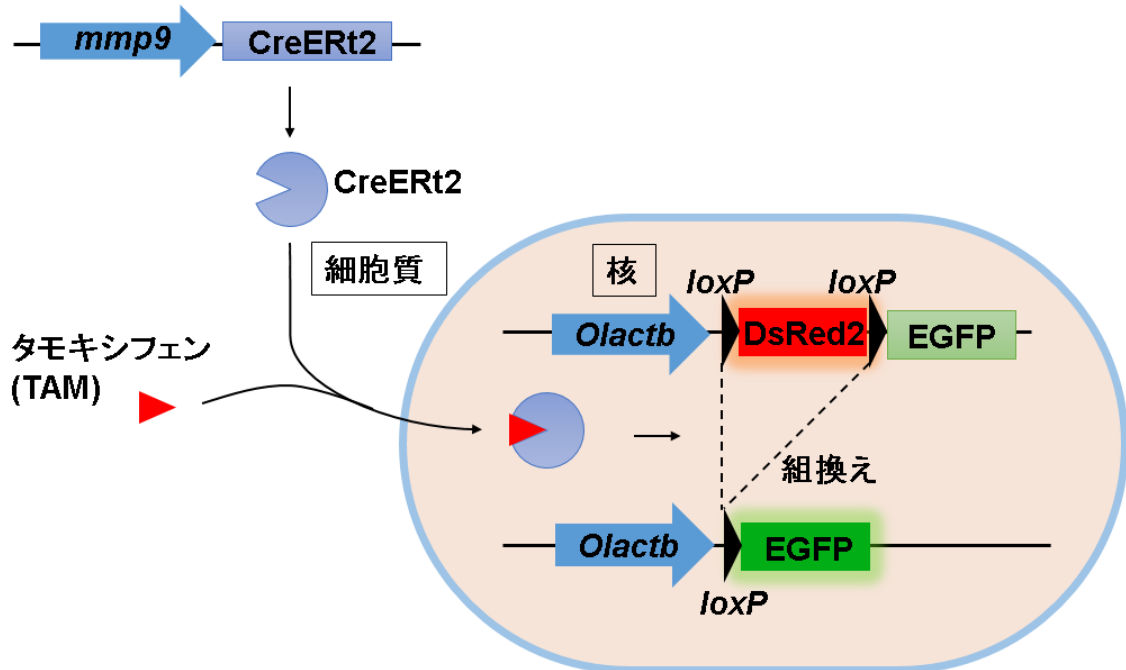 mmp9
CreERt2
CreERt2
細胞質
核
loxP
loxP
Olactb
DsRed2
EGFP
タモキシフェン
(TAM)
組換え
Olactb
EGFP
loxP